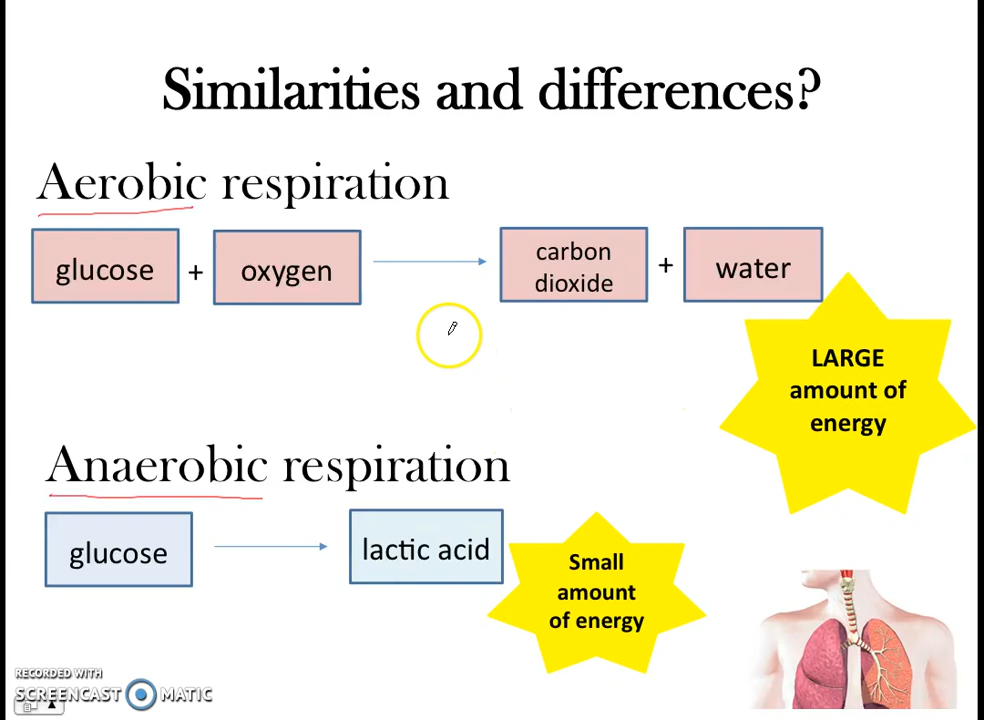 Similarities and differences?
Aerobic respiration
glucose + oxygen
carbon
dioxide
+ water
LARGE
amount of
energy
Anaerobic respiration
glucose
lactic acid
Small
amount
of energy
RECORDED WITH
SCREENCAST MATIC